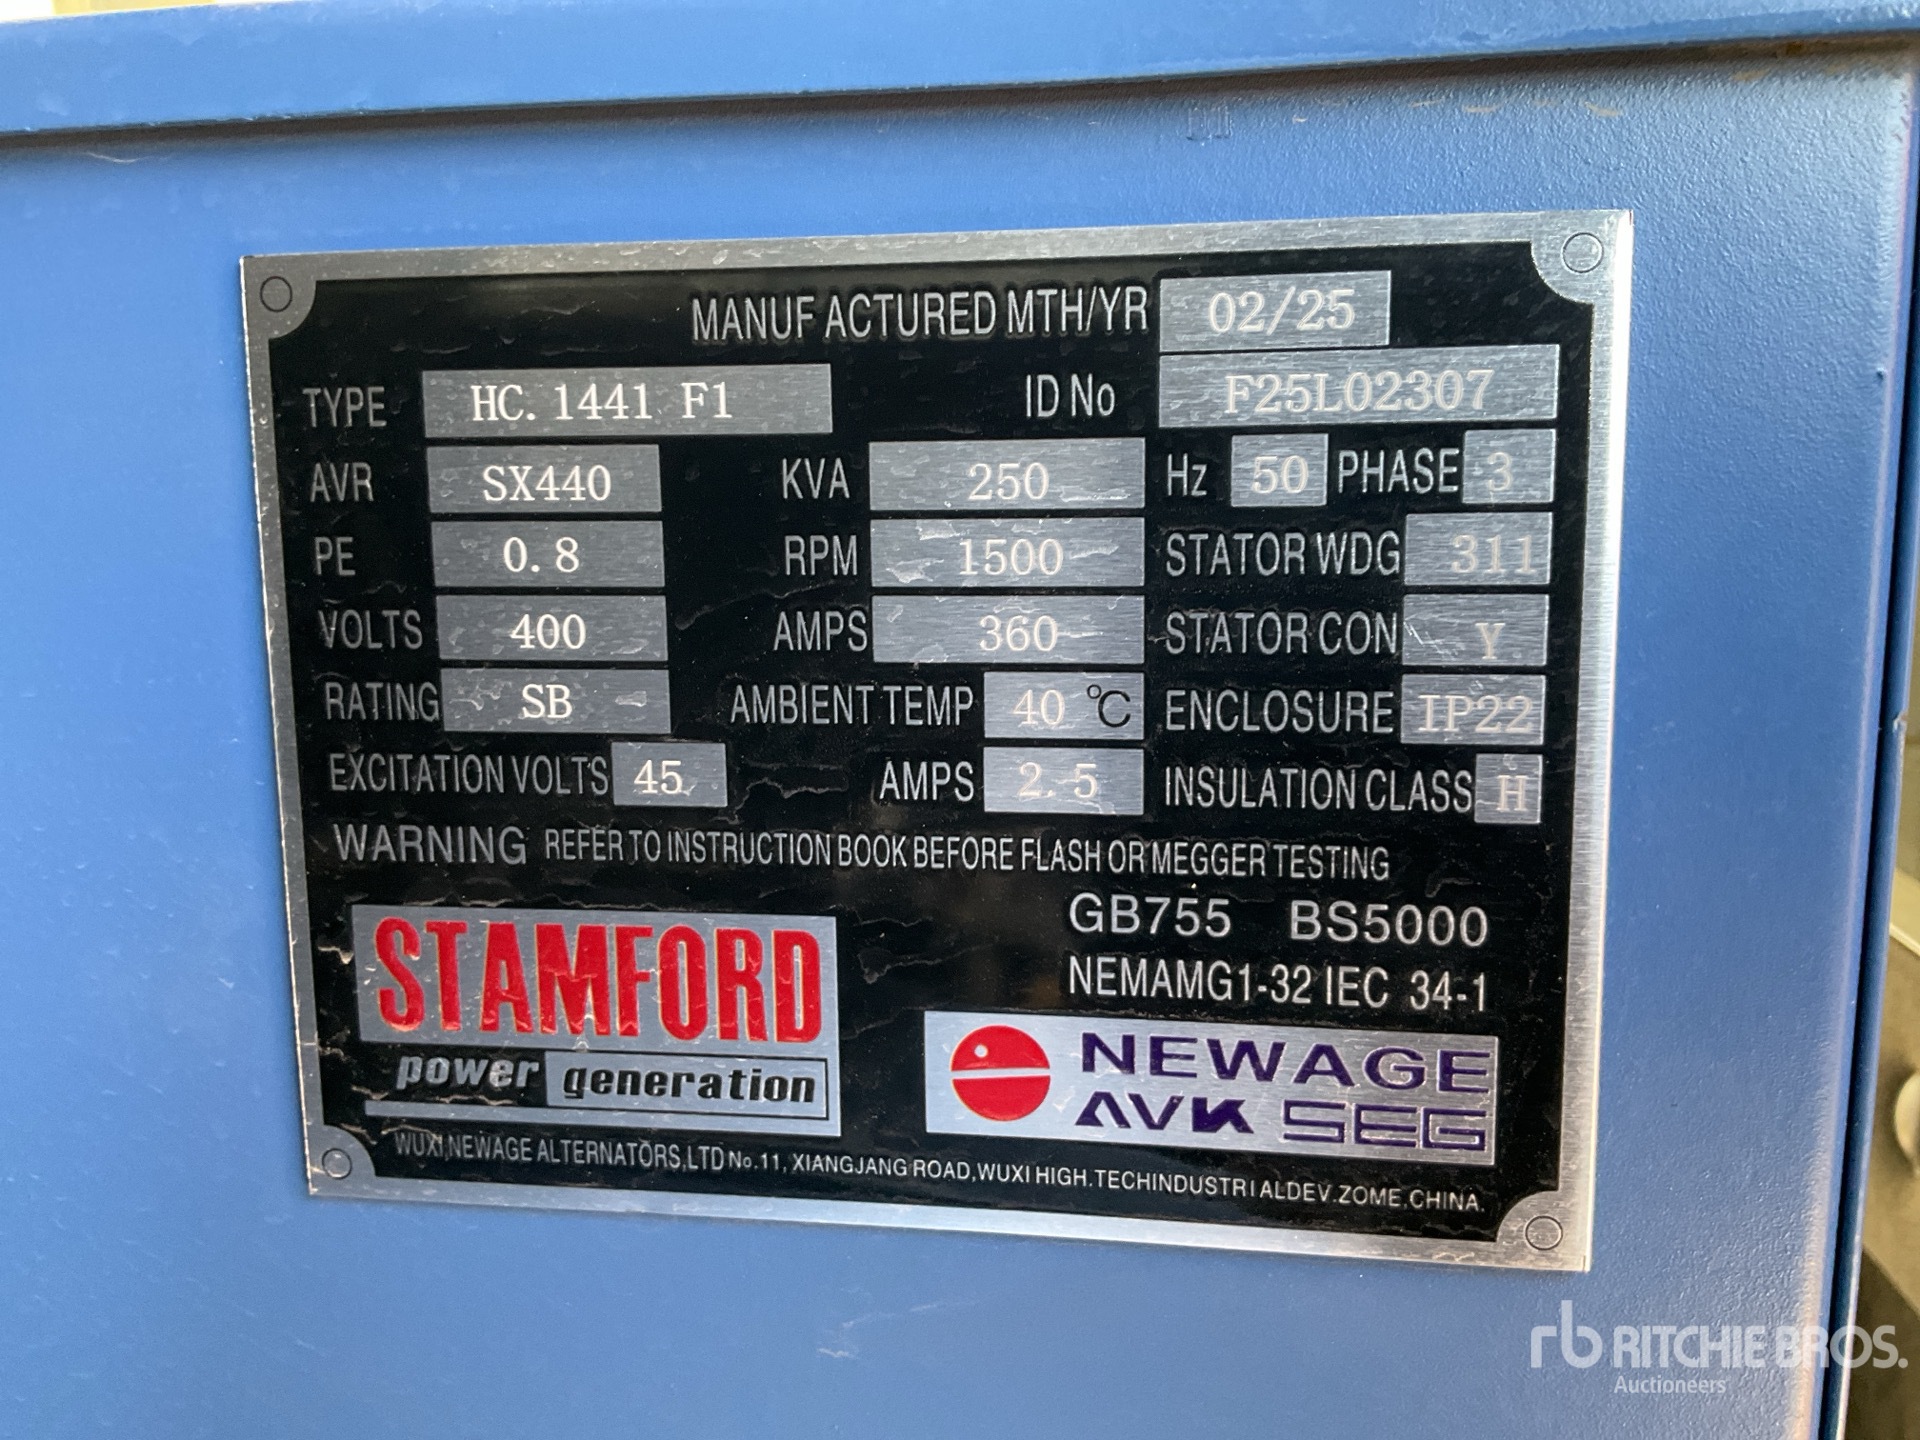 MANUFACTURED MTH/YR 02/25
TYPE HC.1441 F1 ID No F25L02307
AVR SX440 KVA 250 Hz 50 PHASE 3
PE 0.8 RPM 1500 STATOR WDG 311
VOLTS 400 AMPS 360 STATOR CON Y
RATING SB AMBIENT TEMP 40 °C ENCLOSURE IP22
EXCITATION VOLTS 45 AMPS 2.5 INSULATION CLASS H
WARNING REFER TO INSTRUCTION BOOK BEFORE FLASH OR MEGGER TESTING
GB755 BS5000
NEMAMG1-32 IEC 34-1
STAMFORD
power generation
NEWAGE
AVK SEG
WUXI,NEWAGE ALTERNATORS,LTD No.11, XIANGJANG ROAD,WUXI HIGH.TECHINDUSTRIALDEV.ZOME,CHINA.
rb RITCHIE BROS.
Auctioneers